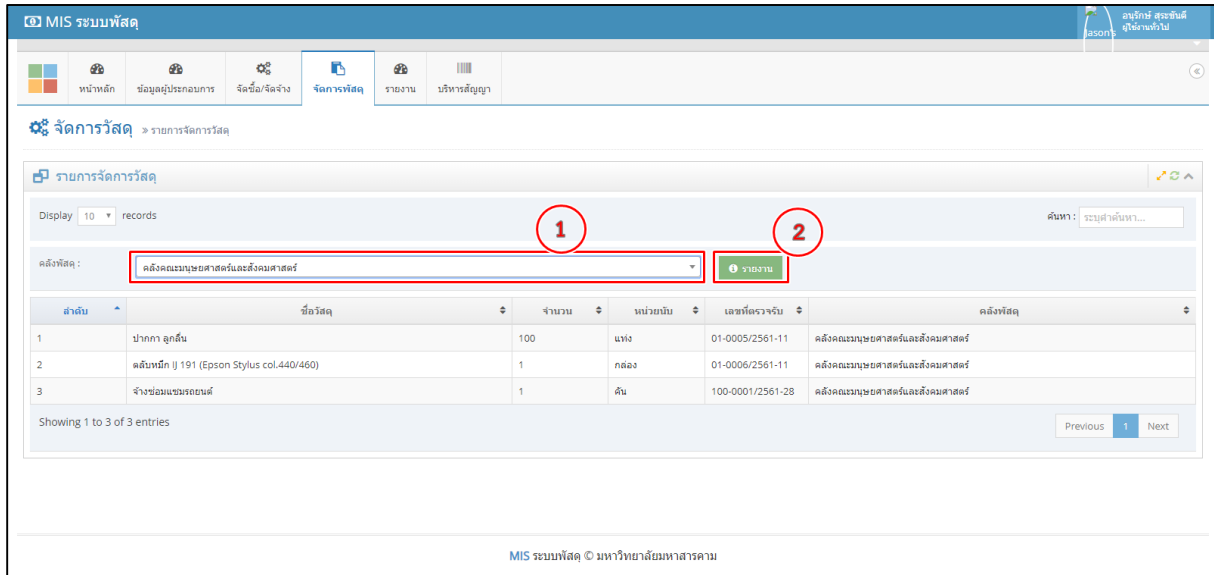 MIS ระบบพัสดุ
อนุรักษ์ สุระขันตี
ผู้ใช้งานทั่วไป
Jason's
หน้าหลัก ข้อมูลผู้ประกอบการ จัดซื้อ/จัดจ้าง จัดการพัสดุ รายงาน บริหารสัญญา
จัดการวัสดุ » รายการจัดการวัสดุ
รายการจัดการวัสดุ
Display 10 records ค้นหา : ระบุคำค้นหา...
1 2
คลังพัสดุ : คลังคณะมนุษยศาสตร์และสังคมศาสตร์ รายงาน
ลำดับ ชื่อวัสดุ จำนวน หน่วยนับ เลขที่ตรวจรับ คลังพัสดุ
1 ปากกา ลูกลื่น 100 แท่ง 01-0005/2561-11 คลังคณะมนุษยศาสตร์และสังคมศาสตร์
2 ตลับหมึก IJ 191 (Epson Stylus col.440/460) 1 กล่อง 01-0006/2561-11 คลังคณะมนุษยศาสตร์และสังคมศาสตร์
3 จ้างซ่อมแซมรถยนต์ 1 คัน 100-0001/2561-28 คลังคณะมนุษยศาสตร์และสังคมศาสตร์
Showing 1 to 3 of 3 entries Previous 1 Next
MIS ระบบพัสดุ © มหาวิทยาลัยมหาสารคาม